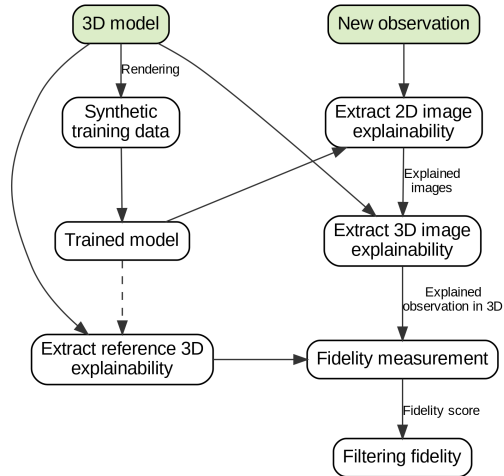 3D model
New observation
Rendering
Synthetic
training data
Extract 2D image
explainability
Explained
images
Trained model
Extract 3D image
explainability
Explained
observation in 3D
Extract reference 3D
explainability
Fidelity measurement
Fidelity score
Filtering fidelity